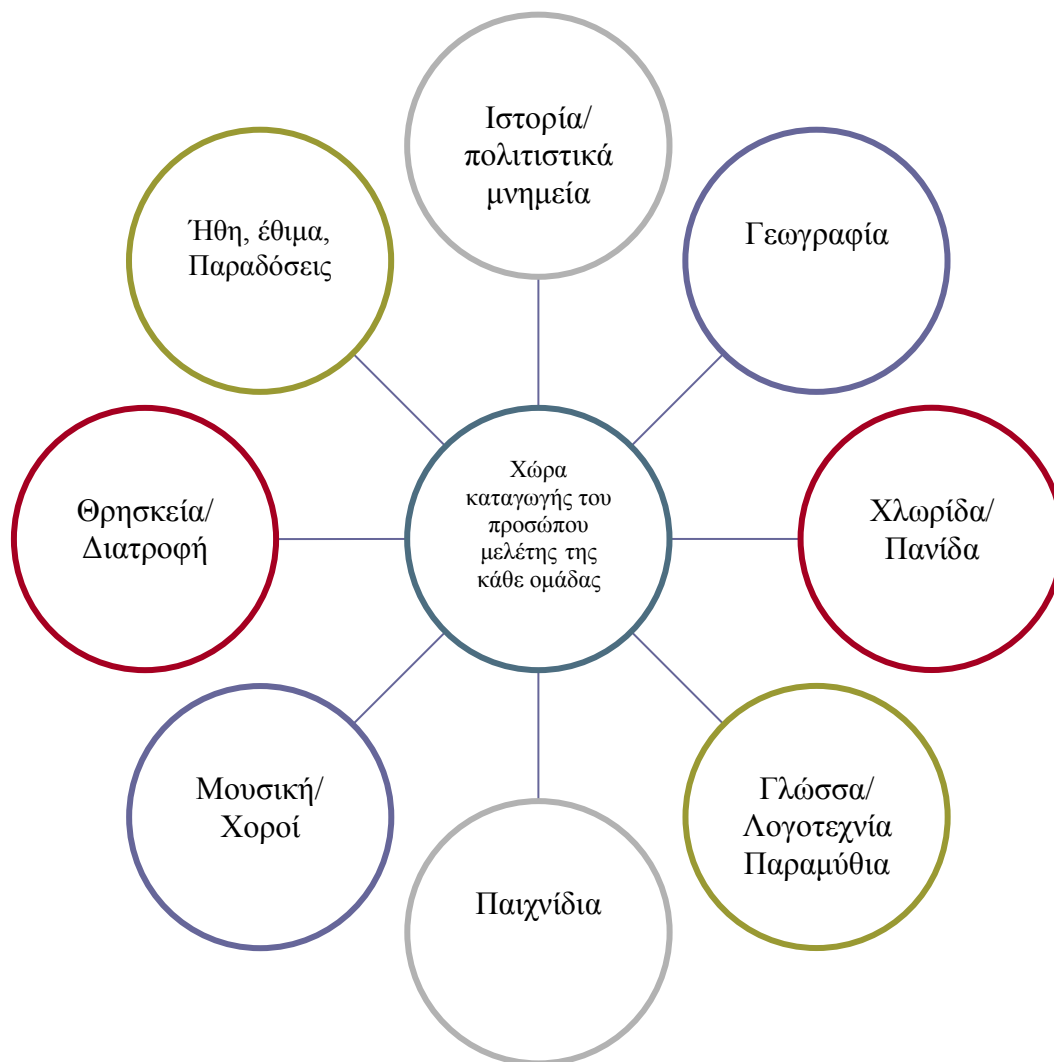 Ιστορία/
πολιτιστικά
μνημεία
Γεωγραφία
Χλωρίδα/
Πανίδα
Γλώσσα/
Λογοτεχνία
Παραμύθια
Παιχνίδια
Μουσική/
Χοροί
Θρησκεία/
Διατροφή
Ήθη, έθιμα,
Παραδόσεις
Χώρα
καταγωγής του
προσώπου
μελέτης της
κάθε ομάδας